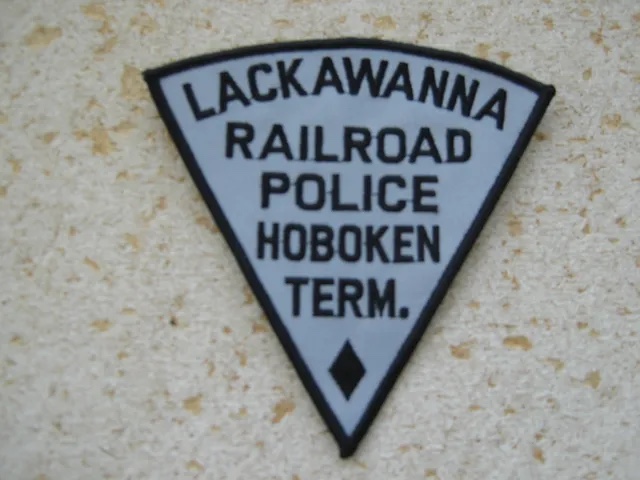 LACKAWANNA
RAILROAD
POLICE
HOBOKEN
TERM.